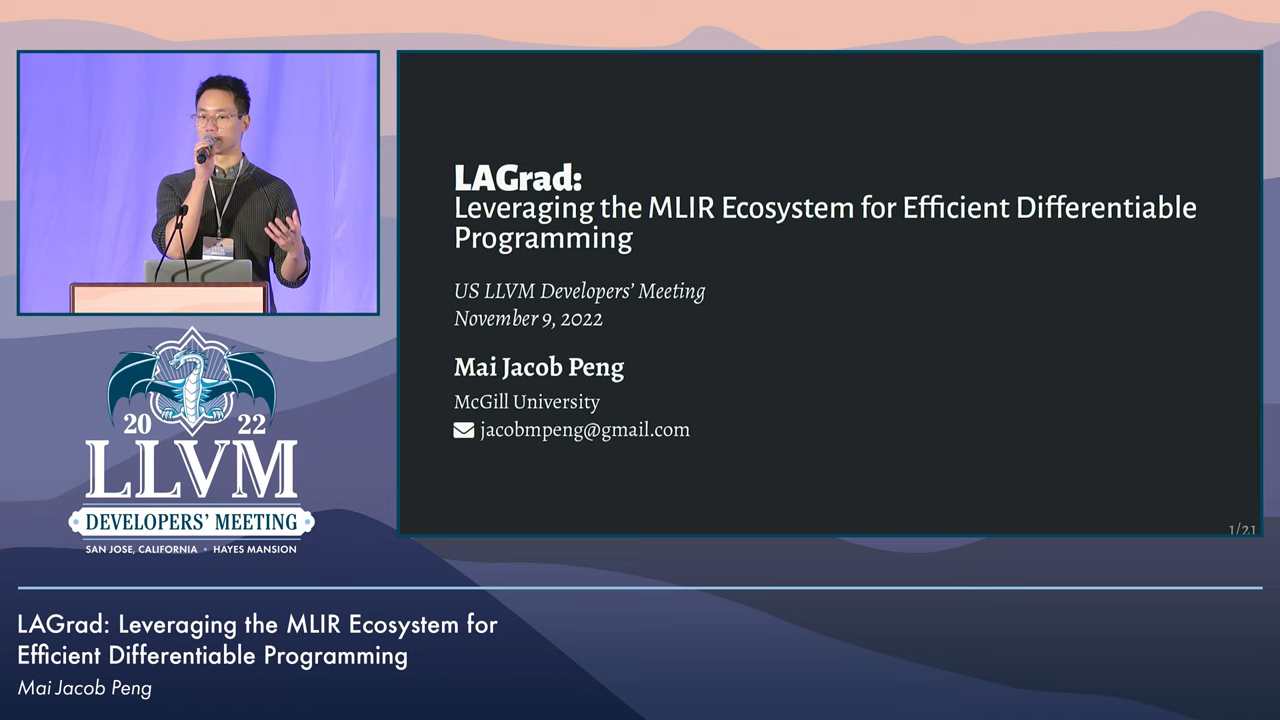 LAGrad:
Leveraging the MLIR Ecosystem for Efficient Differentiable
Programming
US LLVM Developers' Meeting
November 9, 2022
Mai Jacob Peng
McGill University
jacobmpeng@gmail.com
1/21
20 22
LLVM
DEVELOPERS' MEETING
SAN JOSE, CALIFORNIA • HAYES MANSION
LAGrad: Leveraging the MLIR Ecosystem for
Efficient Differentiable Programming
Mai Jacob Peng